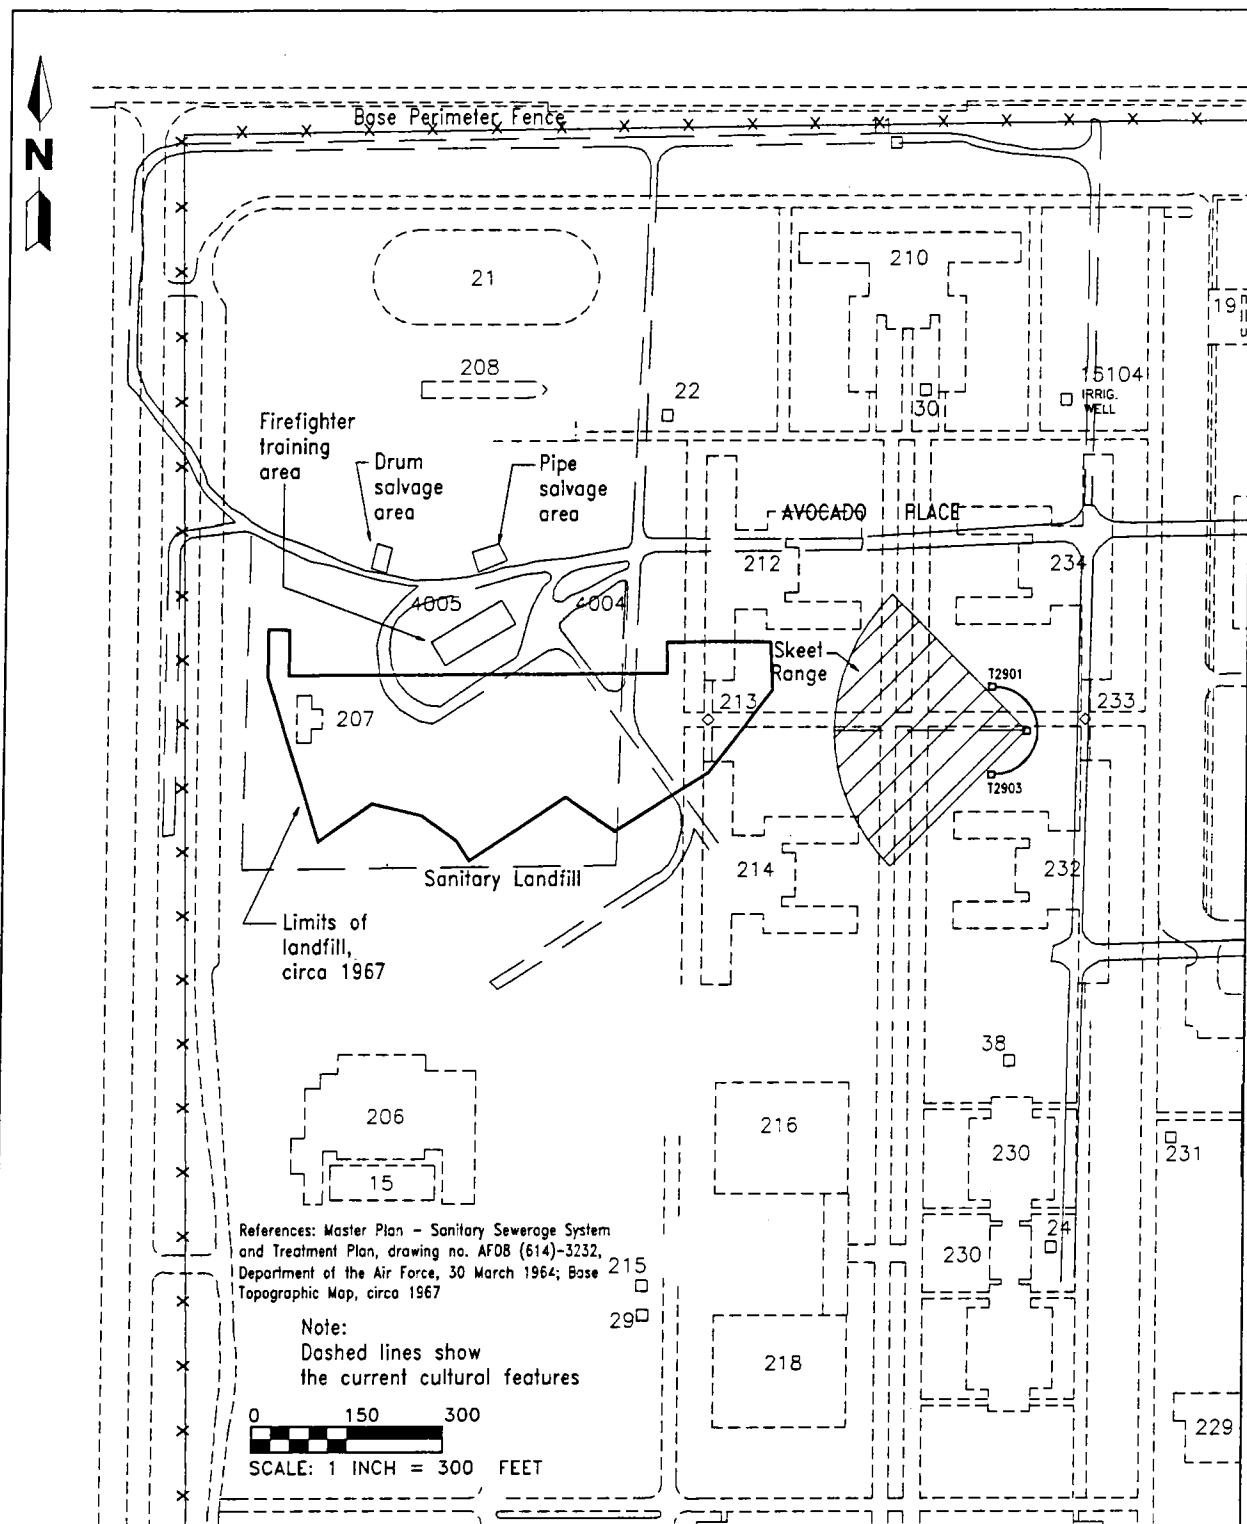 Base Perimeter Fence
N
21
210
19
208
22
30
15104
IRRIG.
WELL
Firefighter
training
area
Drum
salvage
area
Pipe
salvage
area
AVOCADO PLACE
212
234
4005
4004
Skeet
Range
T2901
207
213
233
T2903
214
232
Sanitary Landfill
Limits of
landfill,
circa 1967
38
206
216
230
231
15
24
230
References: Master Plan – Sanitary Sewerage System
and Treatment Plan, drawing no. AF08 (614)-3232,
Department of the Air Force, 30 March 1964; Base
Topographic Map, circa 1967
215
29
Note:
Dashed lines show
the current cultural features
218
0 150 300
229
SCALE: 1 INCH = 300 FEET